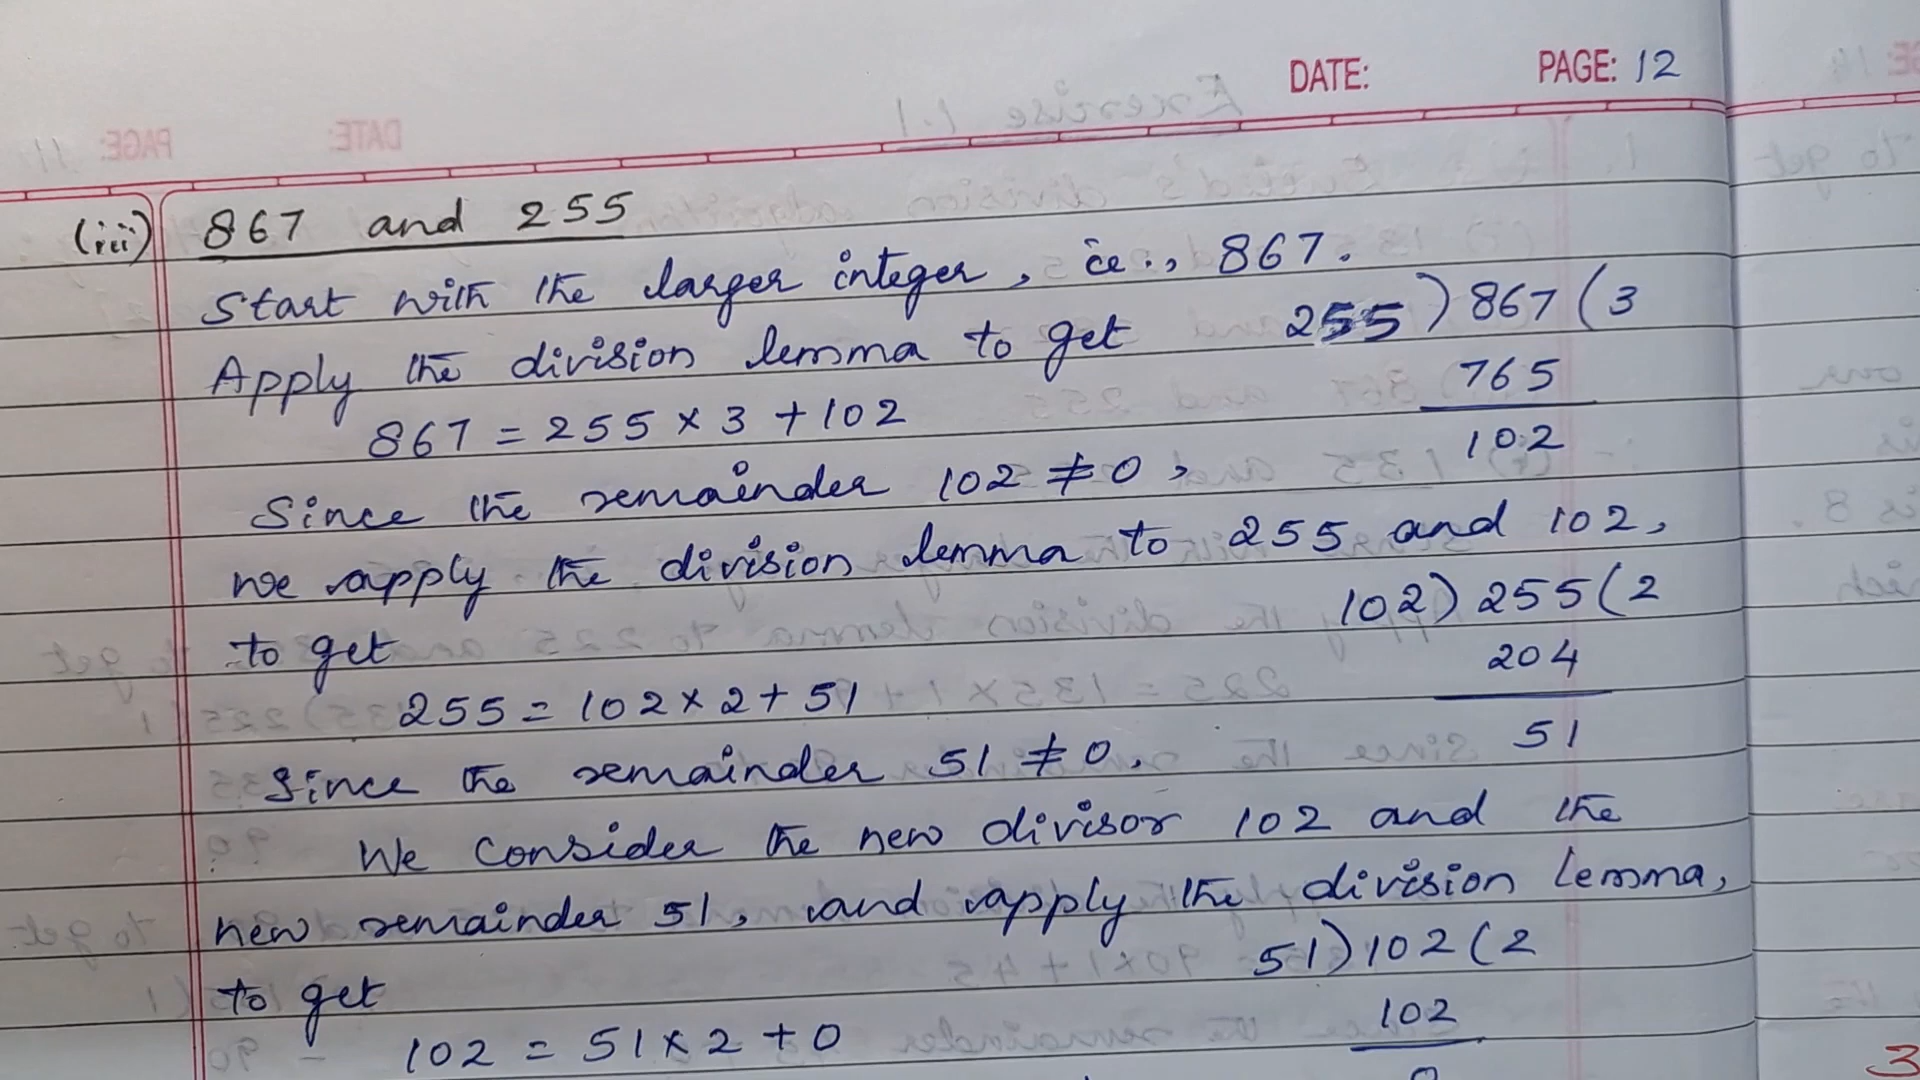 DATE: PAGE: 12
(iii) 867 and 255
Start with the larger integer, ie., 867.
Apply the division lemma to get 255)867(3
765
867 = 255 × 3 + 102
102
Since the remainder 102 ≠ 0,
we apply the division lemma to 255 and 102,
to get 102)255(2
204
255 = 102 × 2 + 51
51
Since the remainder 51 ≠ 0.
We consider the new divisor 102 and the
new remainder 51, and apply the division lemma,
to get 51)102(2
102
102 = 51 × 2 + 0
0
3